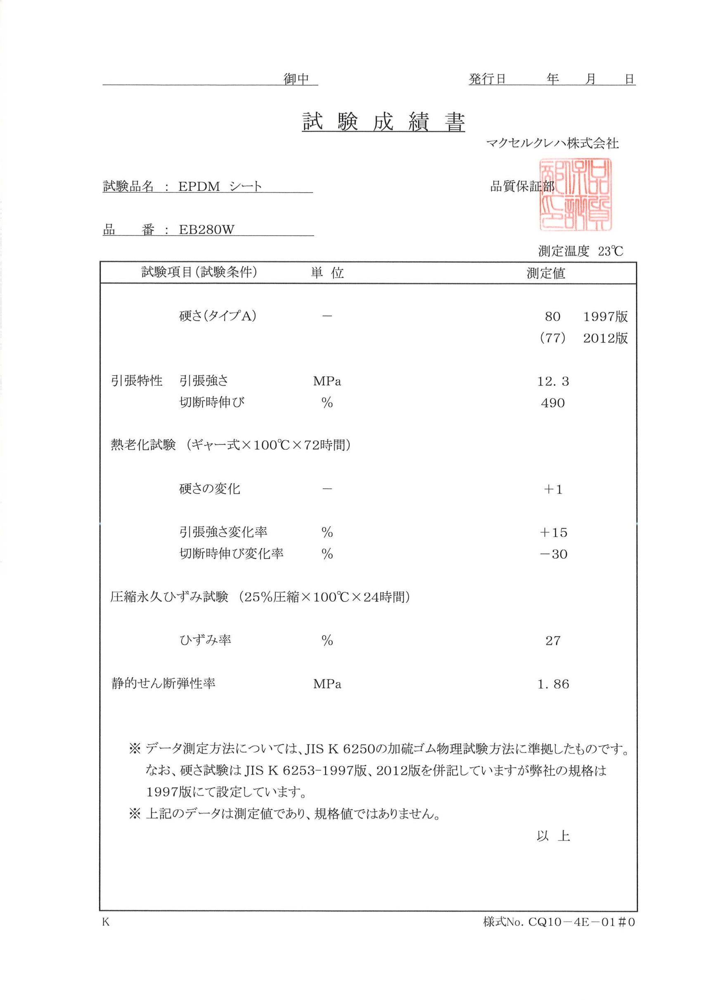 御中
発行日 年 月 日
試験成績書
マクセルクレハ株式会社
試験品名 : EPDM シート
品質保証部
品質保証部印
品 番 : EB280W
測定温度 23℃
試験項目(試験条件) 単位 測定値
硬さ(タイプA) － 80 1997版
(77) 2012版
引張特性 引張強さ MPa 12.3
切断時伸び % 490
熱老化試験 (ギャー式×100℃×72時間)
硬さの変化 － +1
引張強さ変化率 % +15
切断時伸び変化率 % －30
圧縮永久ひずみ試験 (25%圧縮×100℃×24時間)
ひずみ率 % 27
静的せん断弾性率 MPa 1.86
※ データ測定方法については、JIS K 6250の加硫ゴム物理試験方法に準拠したものです。
なお、硬さ試験は JIS K 6253-1997版、2012版を併記していますが弊社の規格は
1997版にて設定しています。
※ 上記のデータは測定値であり、規格値ではありません。
以 上
K 様式No. CQ10－4E－01＃0